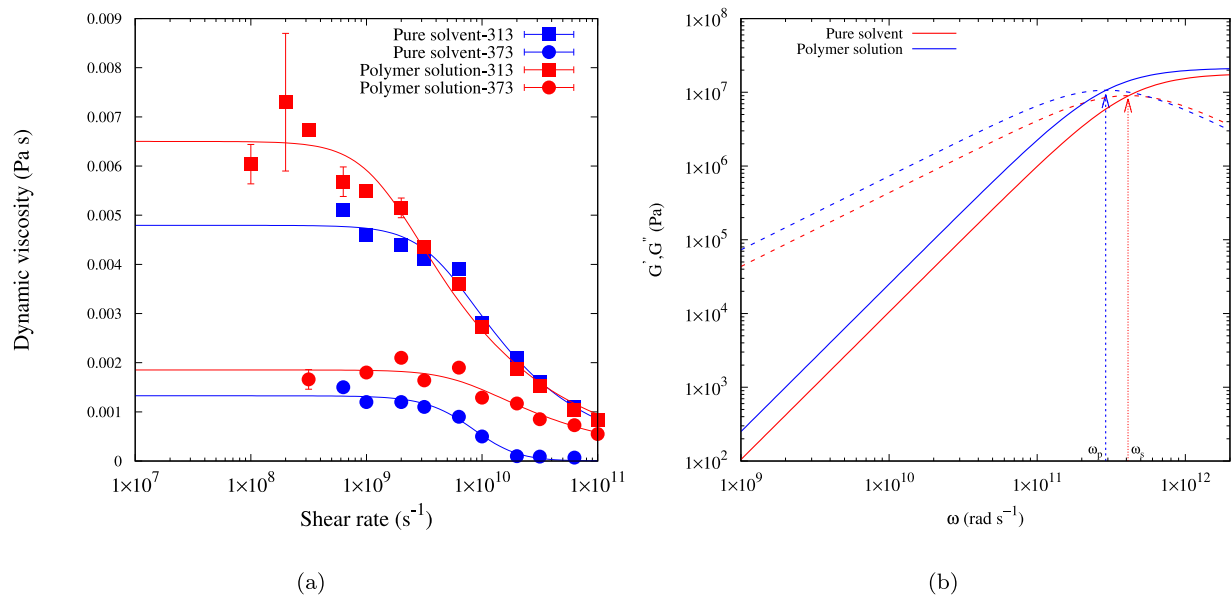 0.009
0.008
0.007
0.006
0.005
0.004
0.003
0.002
0.001
0
Dynamic viscosity (Pa s)
Pure solvent-313
Pure solvent-373
Polymer solution-313
Polymer solution-373
1×10^7
1×10^8
1×10^9
1×10^10
1×10^11
Shear rate (s^−1)
(a)
1×10^8
1×10^7
1×10^6
1×10^5
1×10^4
1×10^3
1×10^2
G',G" (Pa)
Pure solvent
Polymer solution
ω_p
ω_s
1×10^9
1×10^10
1×10^11
1×10^12
ω (rad s^−1)
(b)